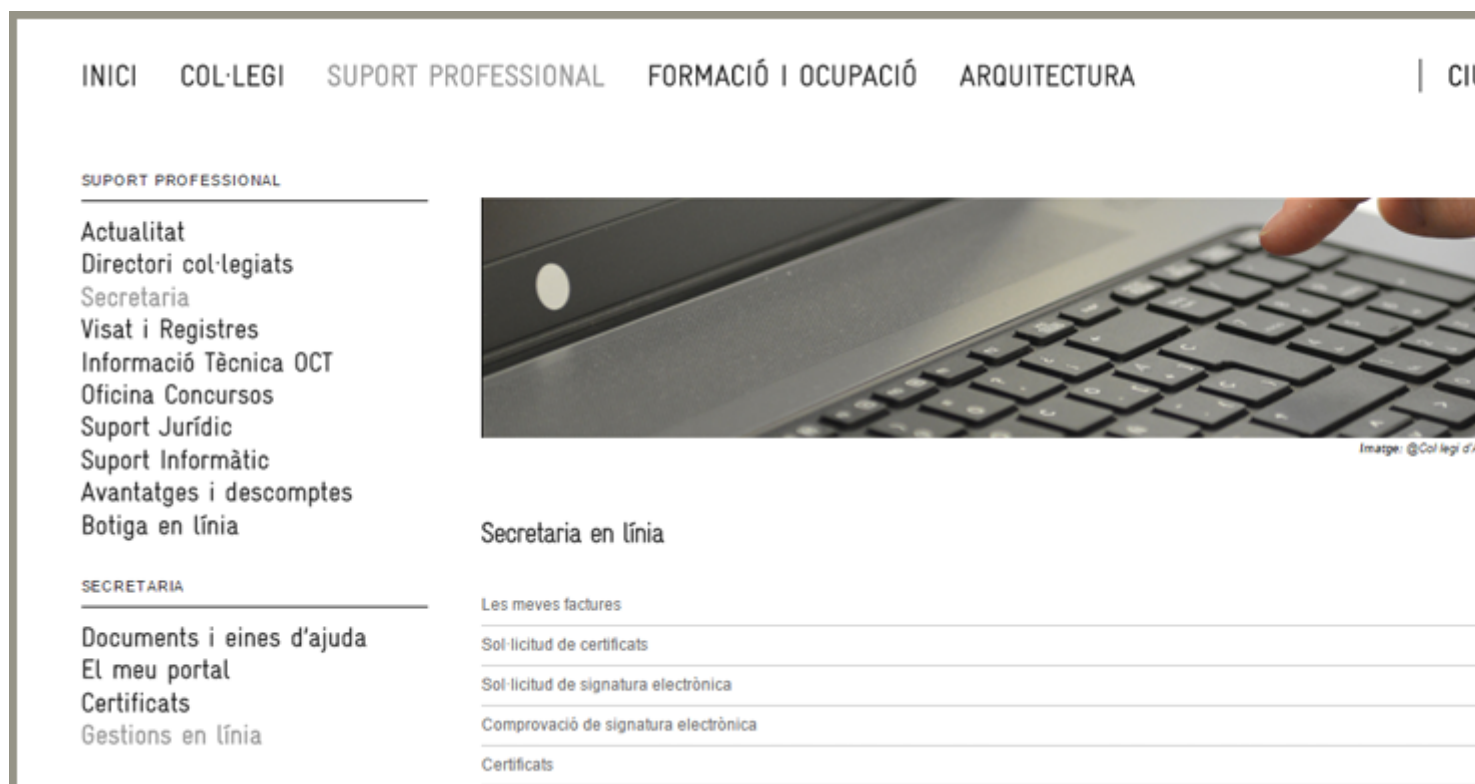 INICI COL·LEGI SUPORT PROFESSIONAL FORMACIÓ I OCUPACIÓ ARQUITECTURA |
SUPORT PROFESSIONAL
Actualitat
Directori col·legiats
Secretaria
Visat i Registres
Informació Tècnica OCT
Oficina Concursos
Suport Jurídic
Suport Informàtic
Avantatges i descomptes
Botiga en línia
SECRETARIA
Documents i eines d'ajuda
El meu portal
Certificats
Gestions en línia
Imatge: @Col·legi
Secretaria en línia
Les meves factures
Sol·licitud de certificats
Sol·licitud de signatura electrònica
Comprovació de signatura electrònica
Certificats